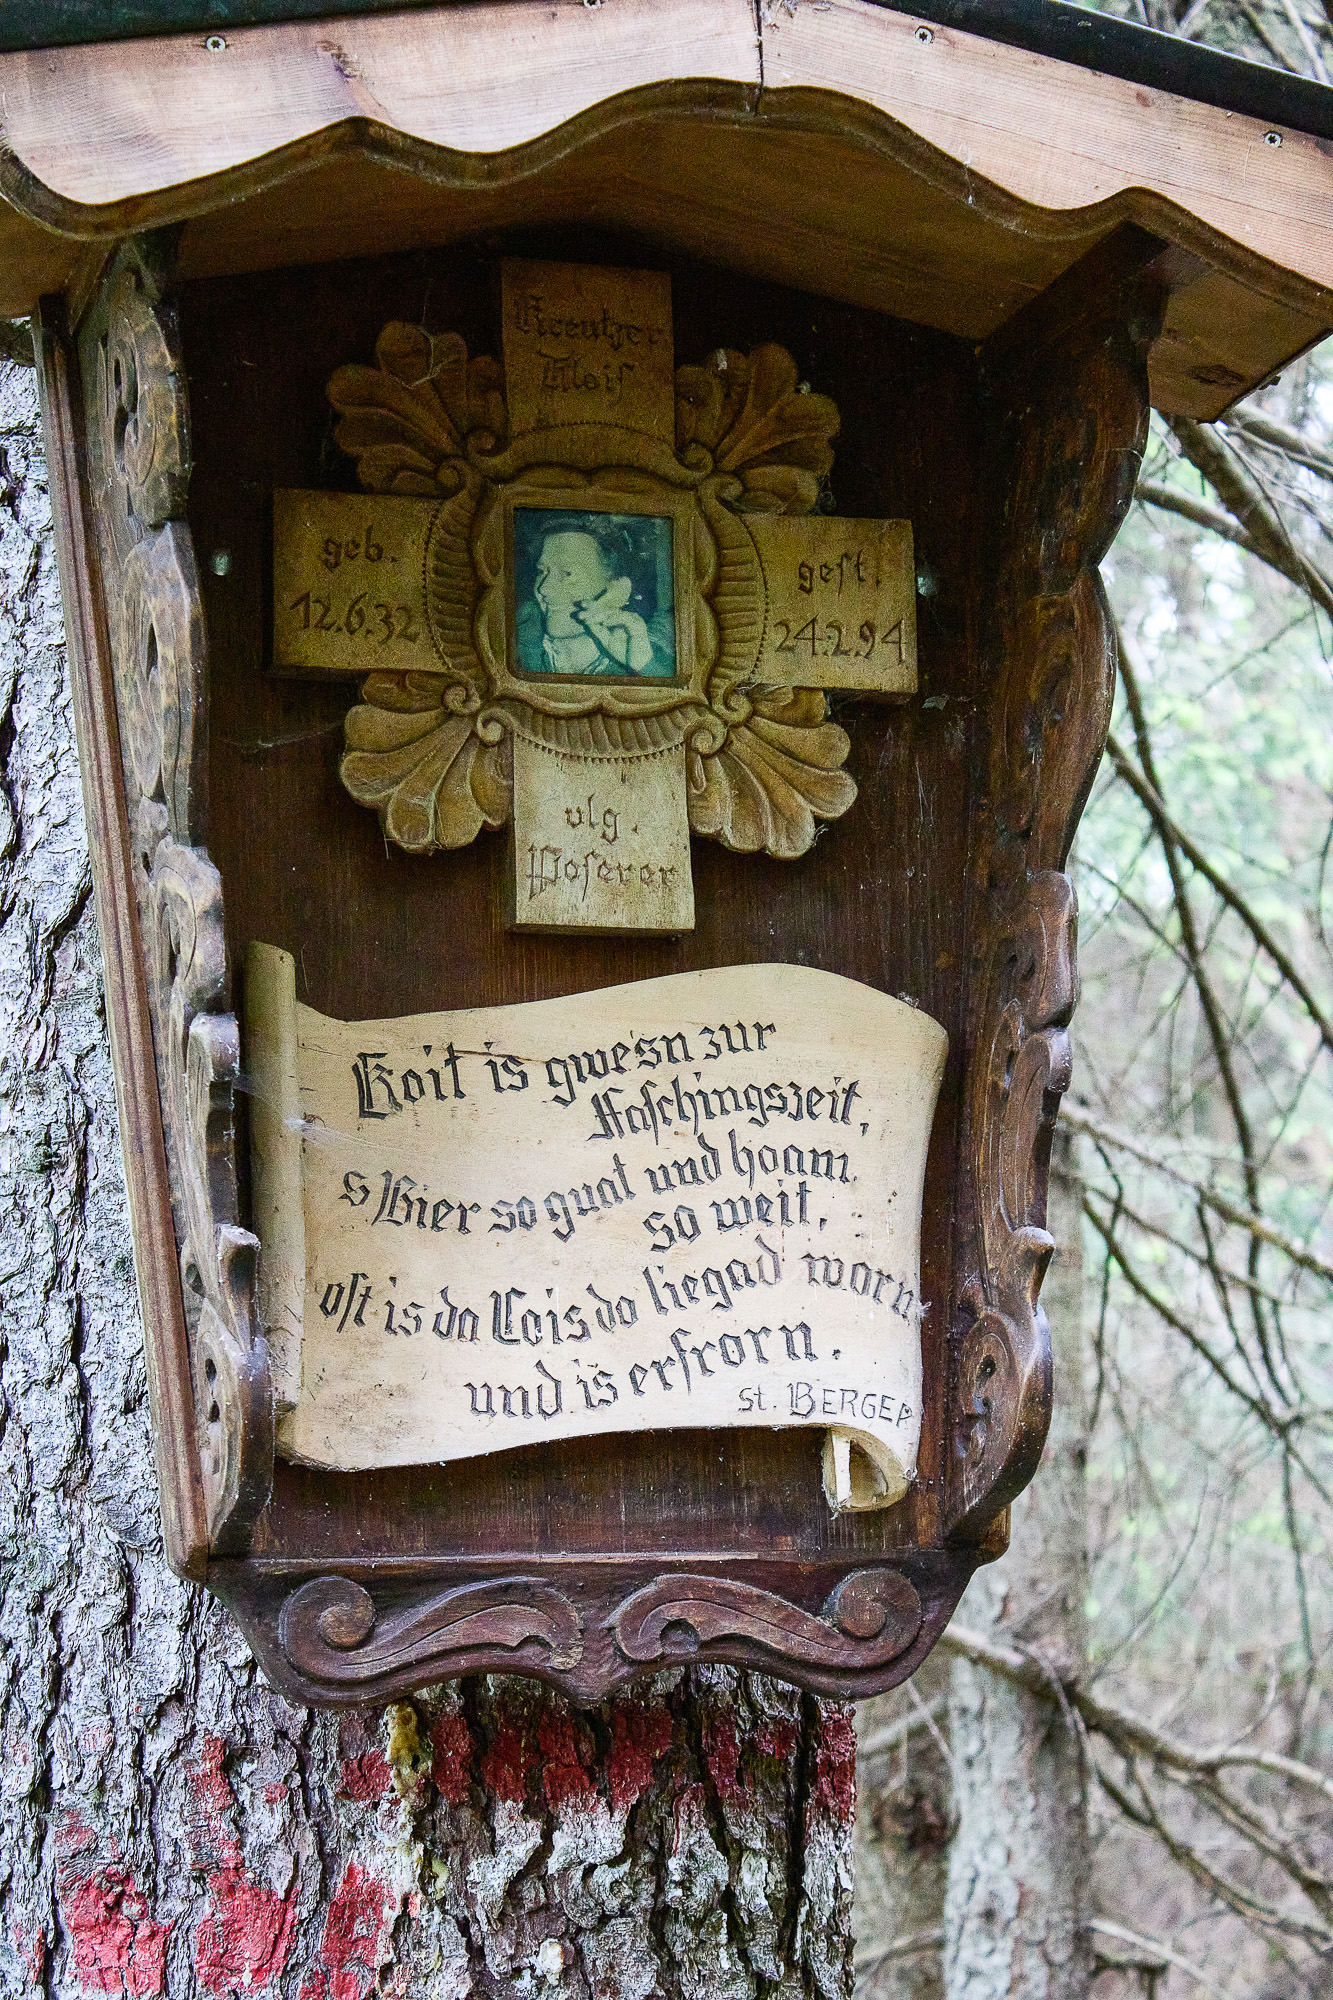 Kreutzer
Alois
geb.
12.6.32
gest.
24.2.94
vlg.
Poserer
Koit is gwesn zur
Faschingszeit,
s Bier so guat und hoam
so weit,
oft is da Lois do liegad worn
und is erfrorn.
St. BERGER